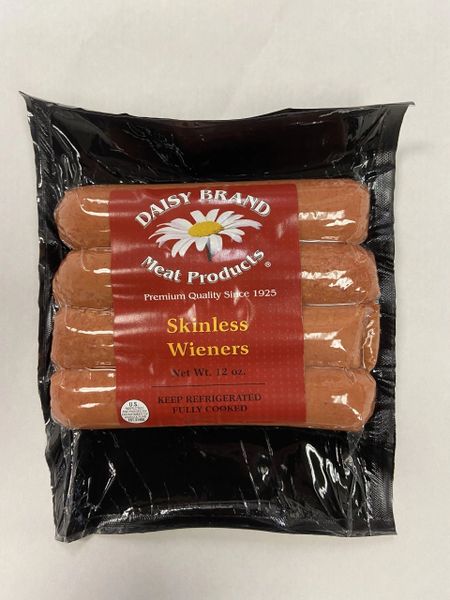 DAISY BRAND
Meat Products®
Premium Quality Since 1925
Skinless
Wieners
Net Wt. 12 oz.
KEEP REFRIGERATED
FULLY COOKED
U.S.